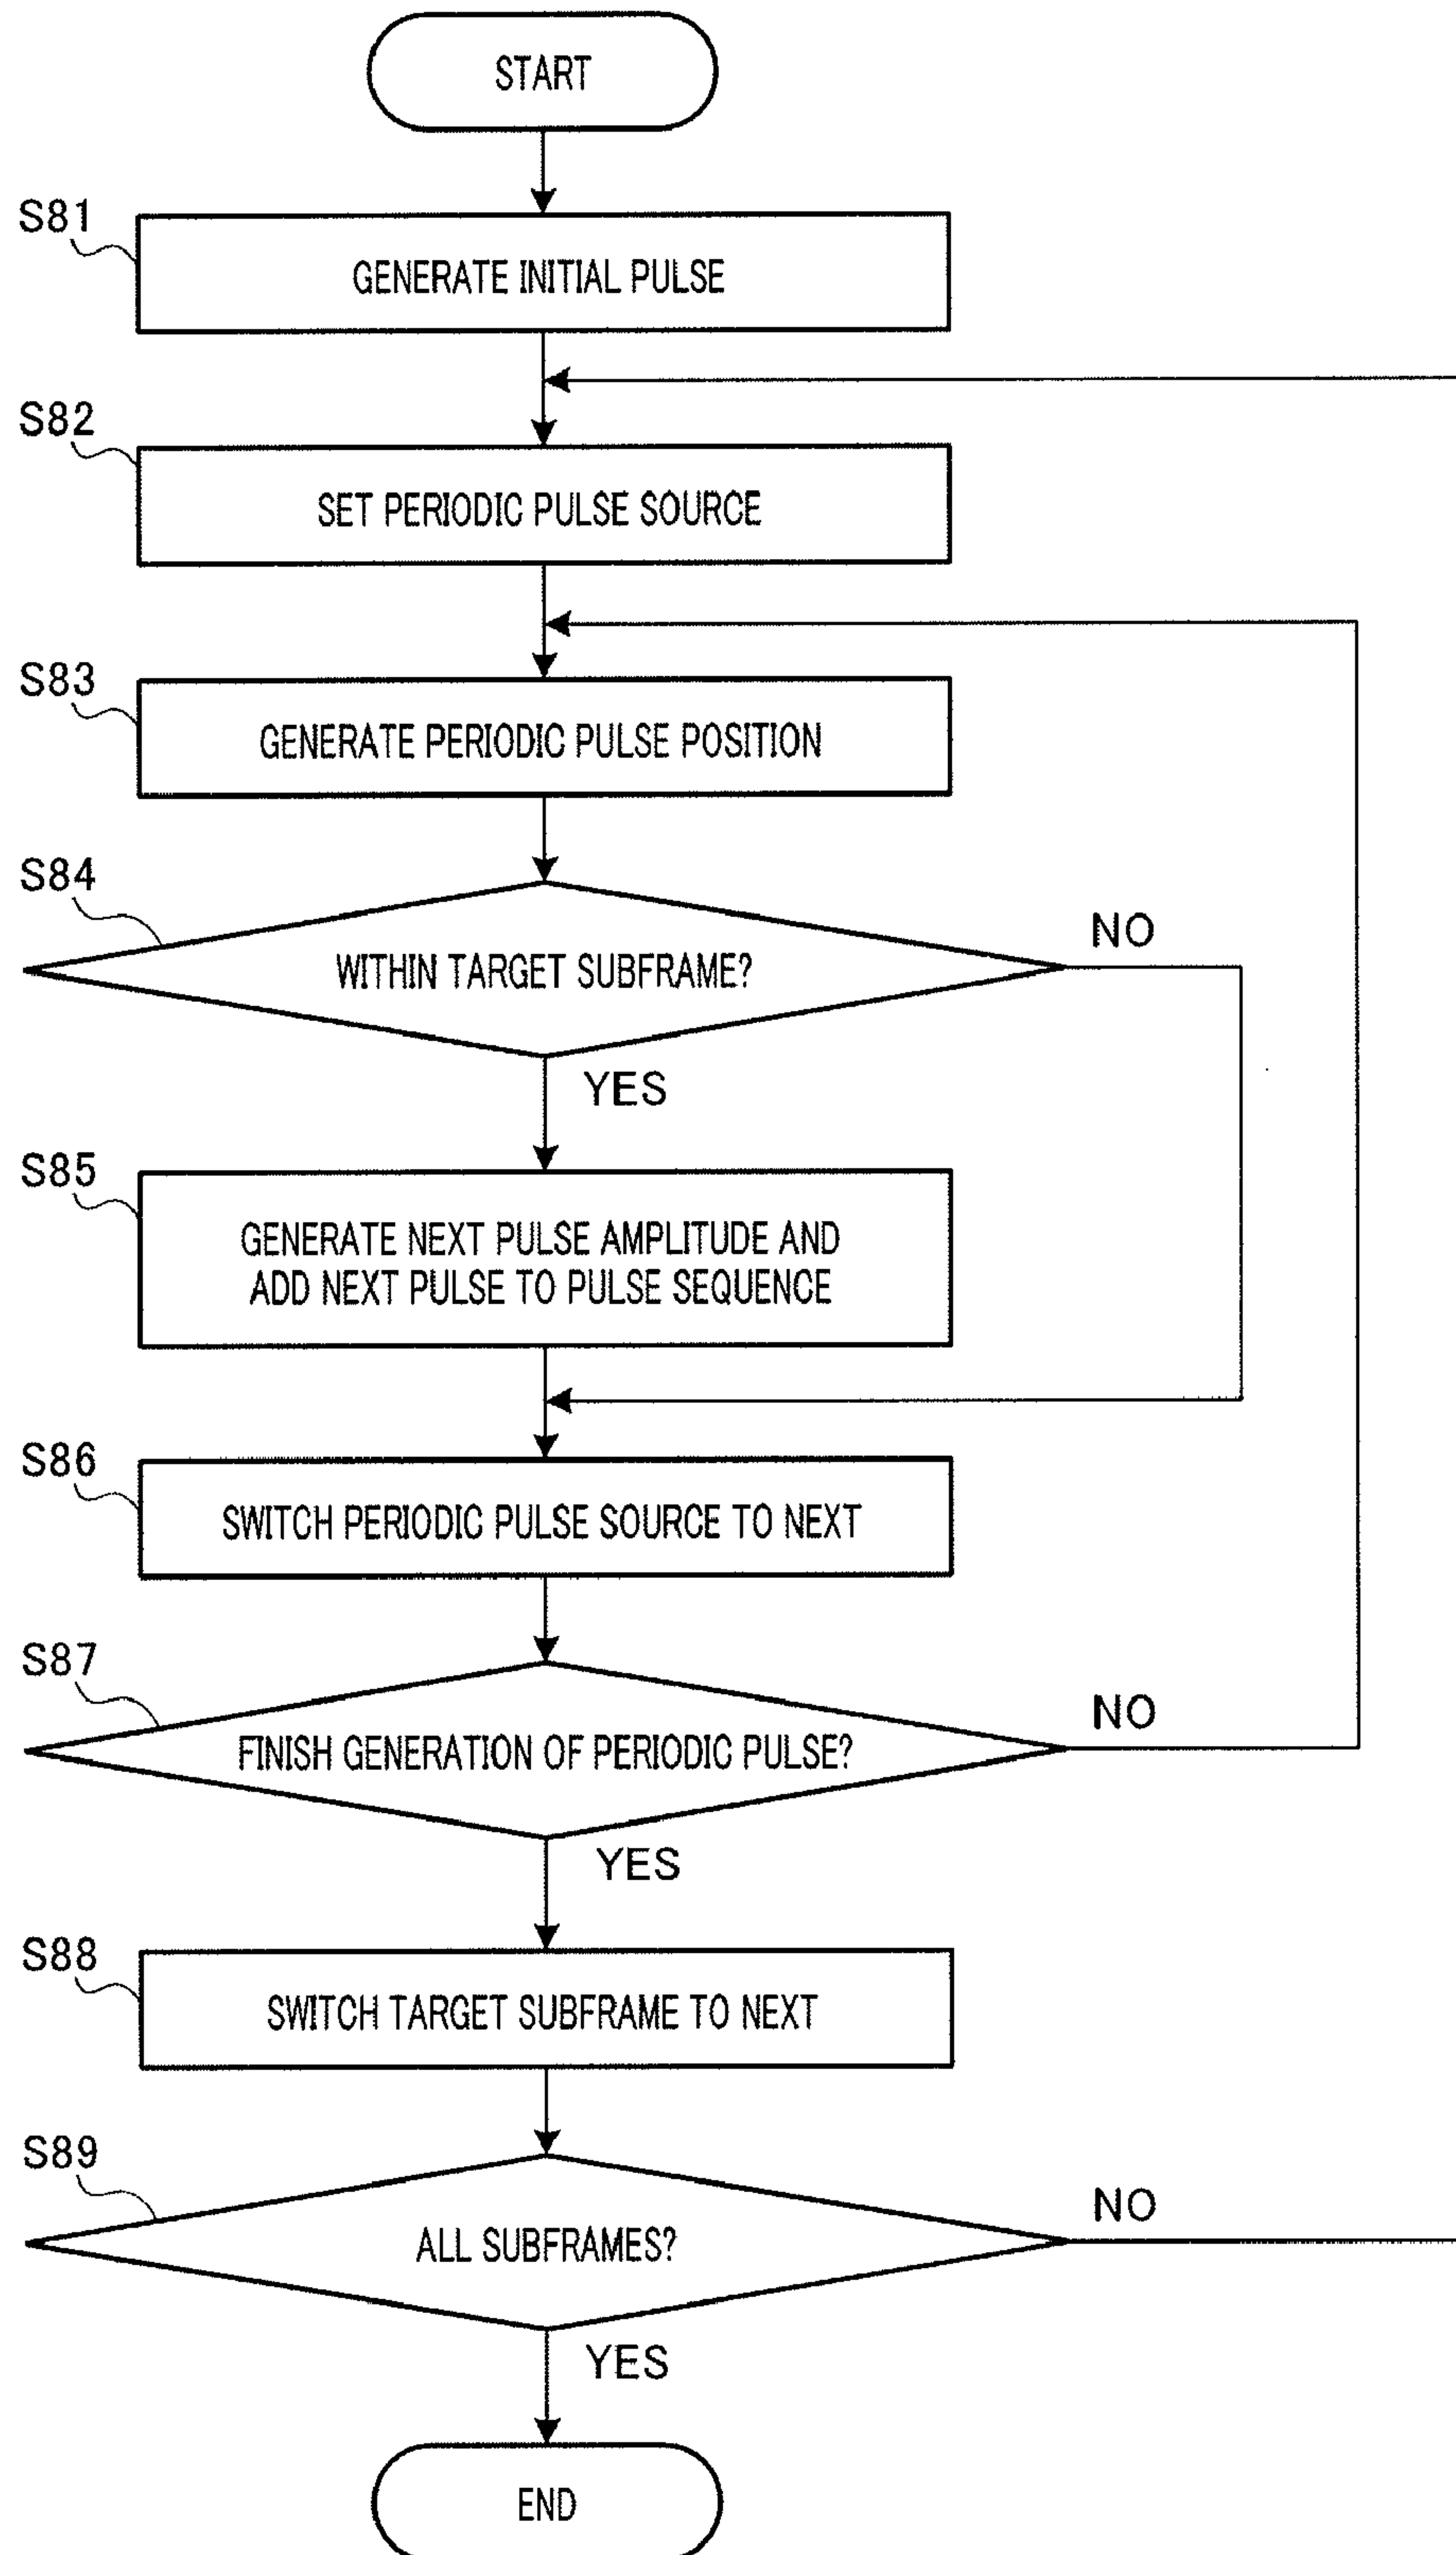 START
S81
GENERATE INITIAL PULSE
S82
SET PERIODIC PULSE SOURCE
S83
GENERATE PERIODIC PULSE POSITION
S84
NO
WITHIN TARGET SUBFRAME?
YES
S85
GENERATE NEXT PULSE AMPLITUDE AND
ADD NEXT PULSE TO PULSE SEQUENCE
S86
SWITCH PERIODIC PULSE SOURCE TO NEXT
S87
NO
FINISH GENERATION OF PERIODIC PULSE?
YES
S88
SWITCH TARGET SUBFRAME TO NEXT
S89
NO
ALL SUBFRAMES?
YES
END